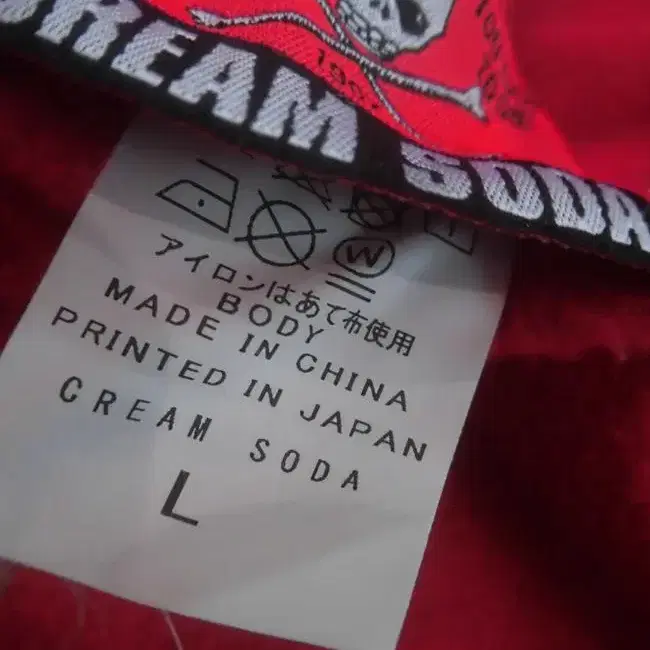 CREAM SODA
W
アイロンはあて布使用
BODY
MADE IN CHINA
PRINTED IN JAPAN
CREAM SODA
L